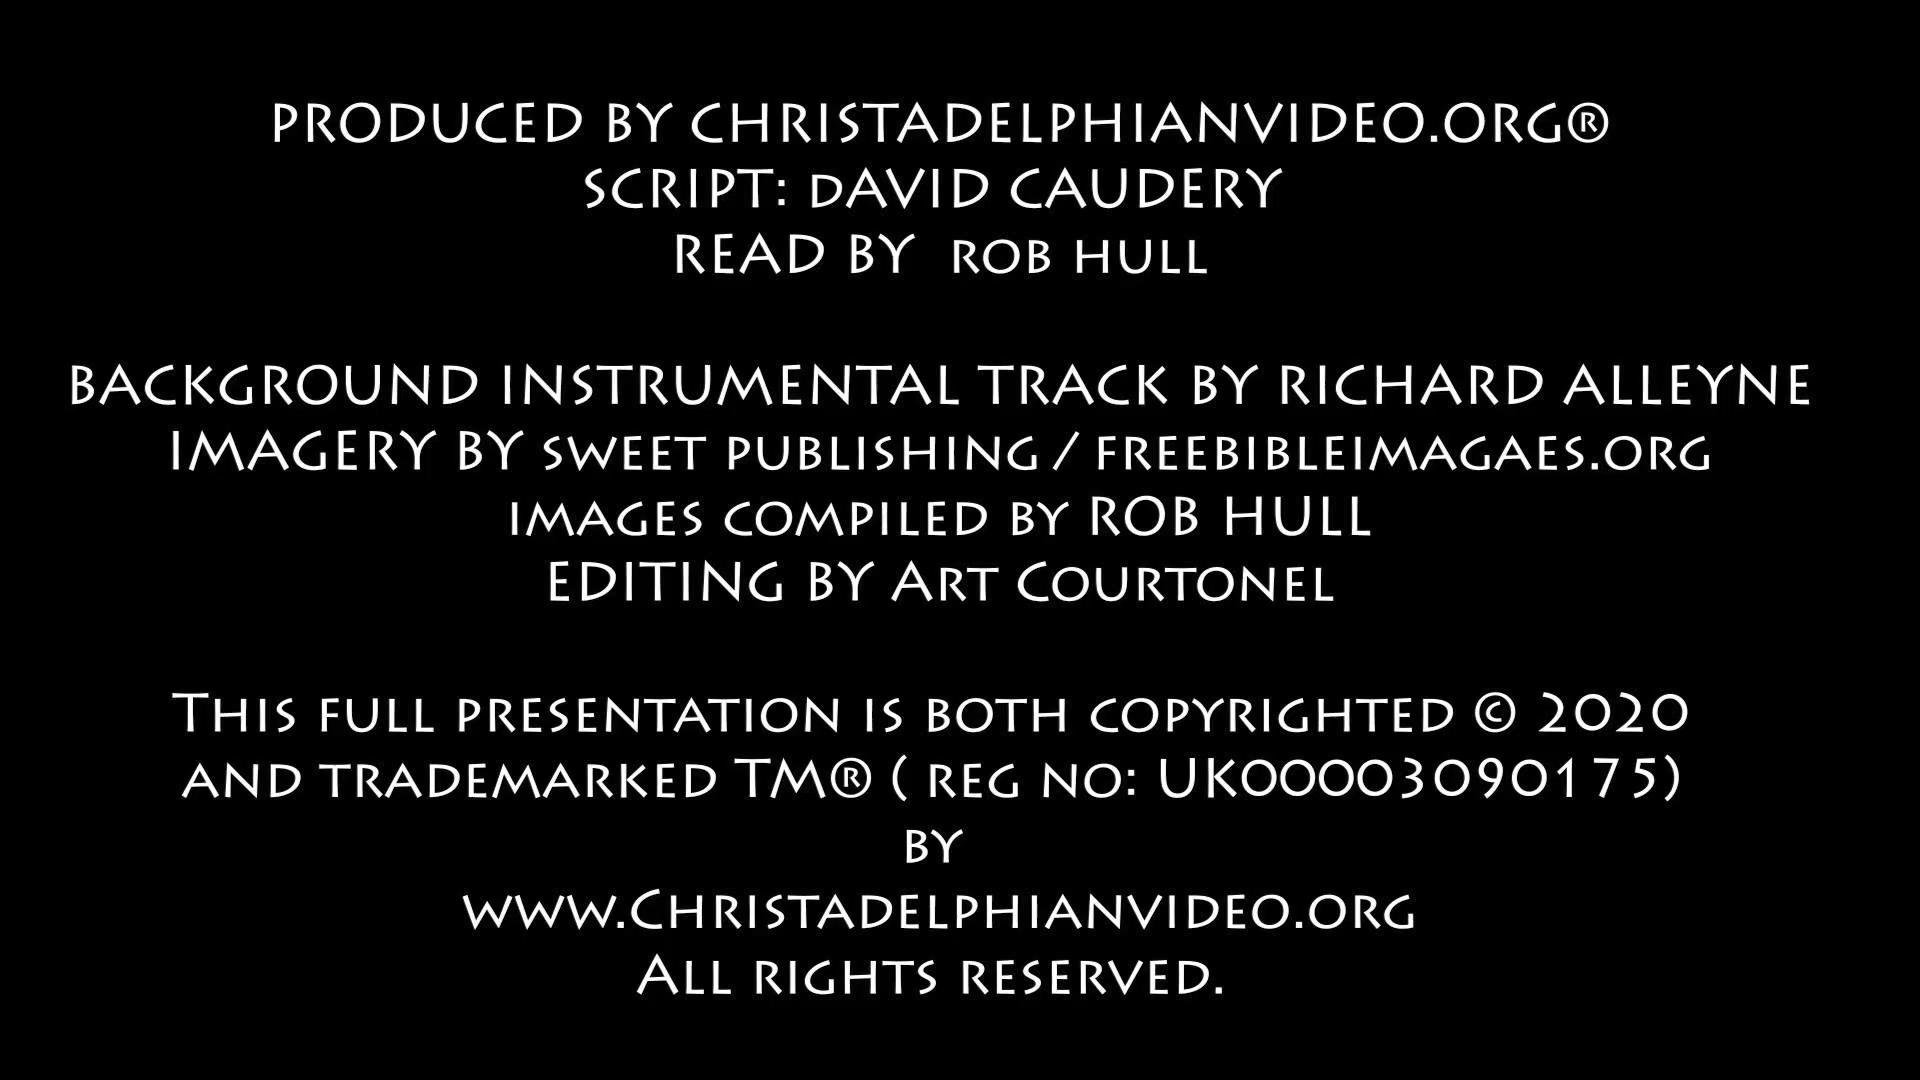 PRODUCED BY CHRISTADELPHIANVIDEO.ORG®
SCRIPT: DAVID CAUDERY
READ BY ROB HULL
BACKGROUND INSTRUMENTAL TRACK BY RICHARD ALLEYNE
IMAGERY BY SWEET PUBLISHING / FREEBIBLEIMAGAES.ORG
IMAGES COMPILED BY ROB HULL
EDITING BY ART COURTONEL
THIS FULL PRESENTATION IS BOTH COPYRIGHTED © 2020
AND TRADEMARKED TM® ( REG NO: UK00003090175)
BY
WWW.CHRISTADELPHIANVIDEO.ORG
ALL RIGHTS RESERVED.